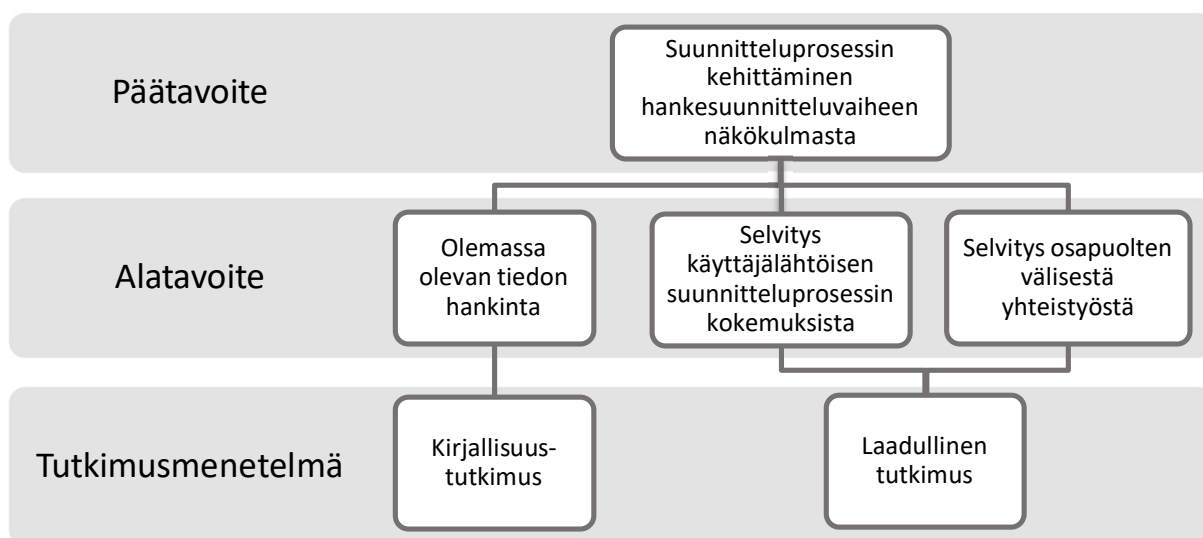 Päätavoite
Suunnitteluprosessin
kehittäminen
hankesuunnitteluvaiheen
näkökulmasta
Alatavoite
Olemassa
olevan tiedon
hankinta
Selvitys
käyttäjälähtöisen
suunnitteluprosessin
kokemuksista
Selvitys osapuolten
välisestä
yhteistyöstä
Tutkimusmenetelmä
Kirjallisuus-
tutkimus
Laadullinen
tutkimus